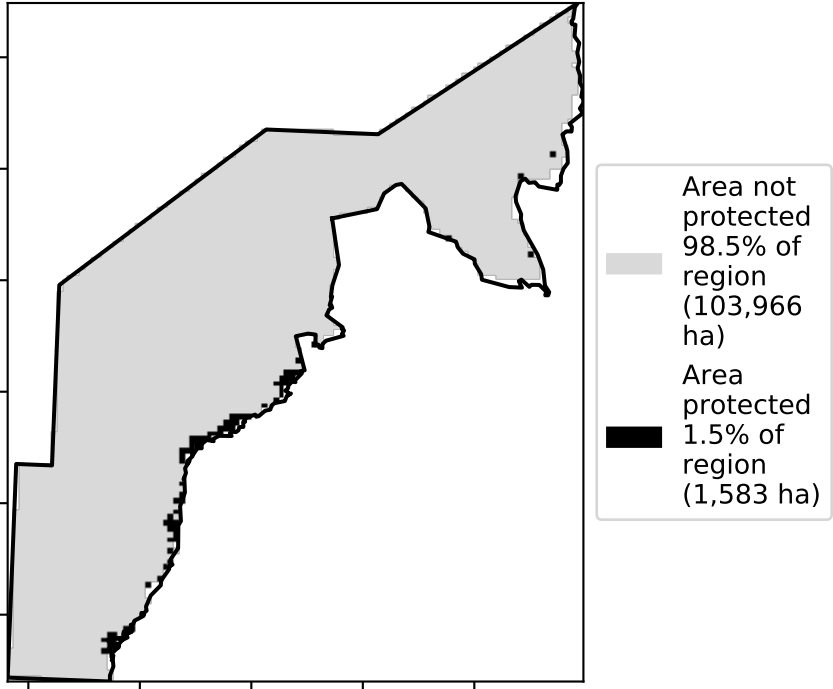 Area not
protected
98.5% of
region
(103,966
ha)
Area
protected
1.5% of
region
(1,583 ha)